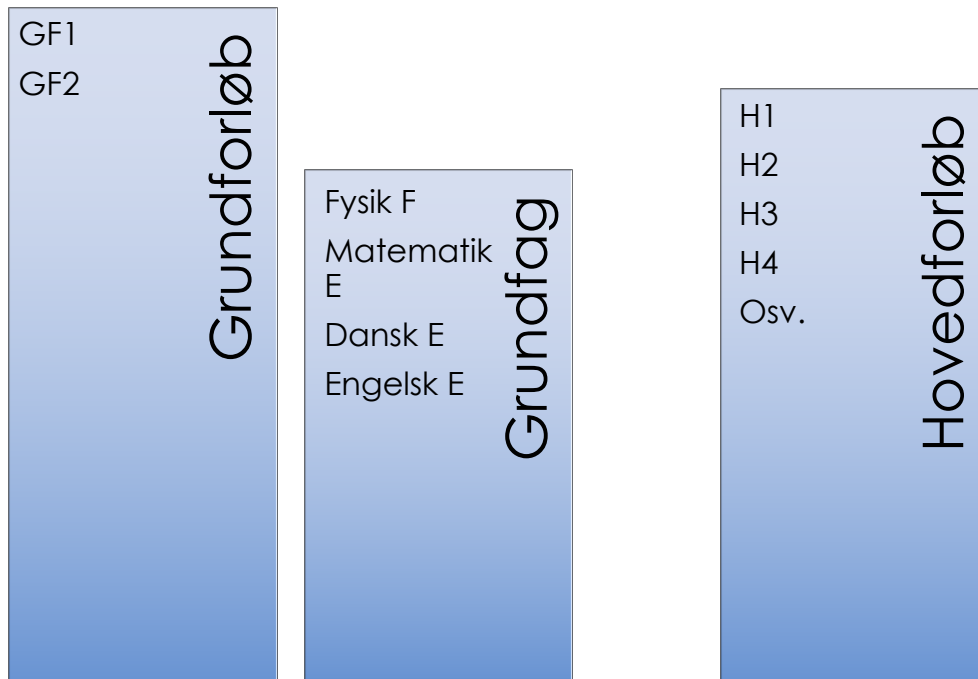 GF1
GF2
Grundforløb
Fysik F
Matematik
E
Dansk E
Engelsk E
Grundfag
H1
H2
H3
H4
Osv.
Hovedforløb